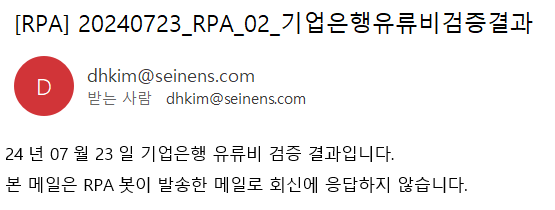 [RPA] 20240723_RPA_02_기업은행유류비검증결과
D
dhkim@seinens.com
받는 사람 dhkim@seinens.com
24 년 07 월 23 일 기업은행 유류비 검증 결과입니다.
본 메일은 RPA 봇이 발송한 메일로 회신에 응답하지 않습니다.